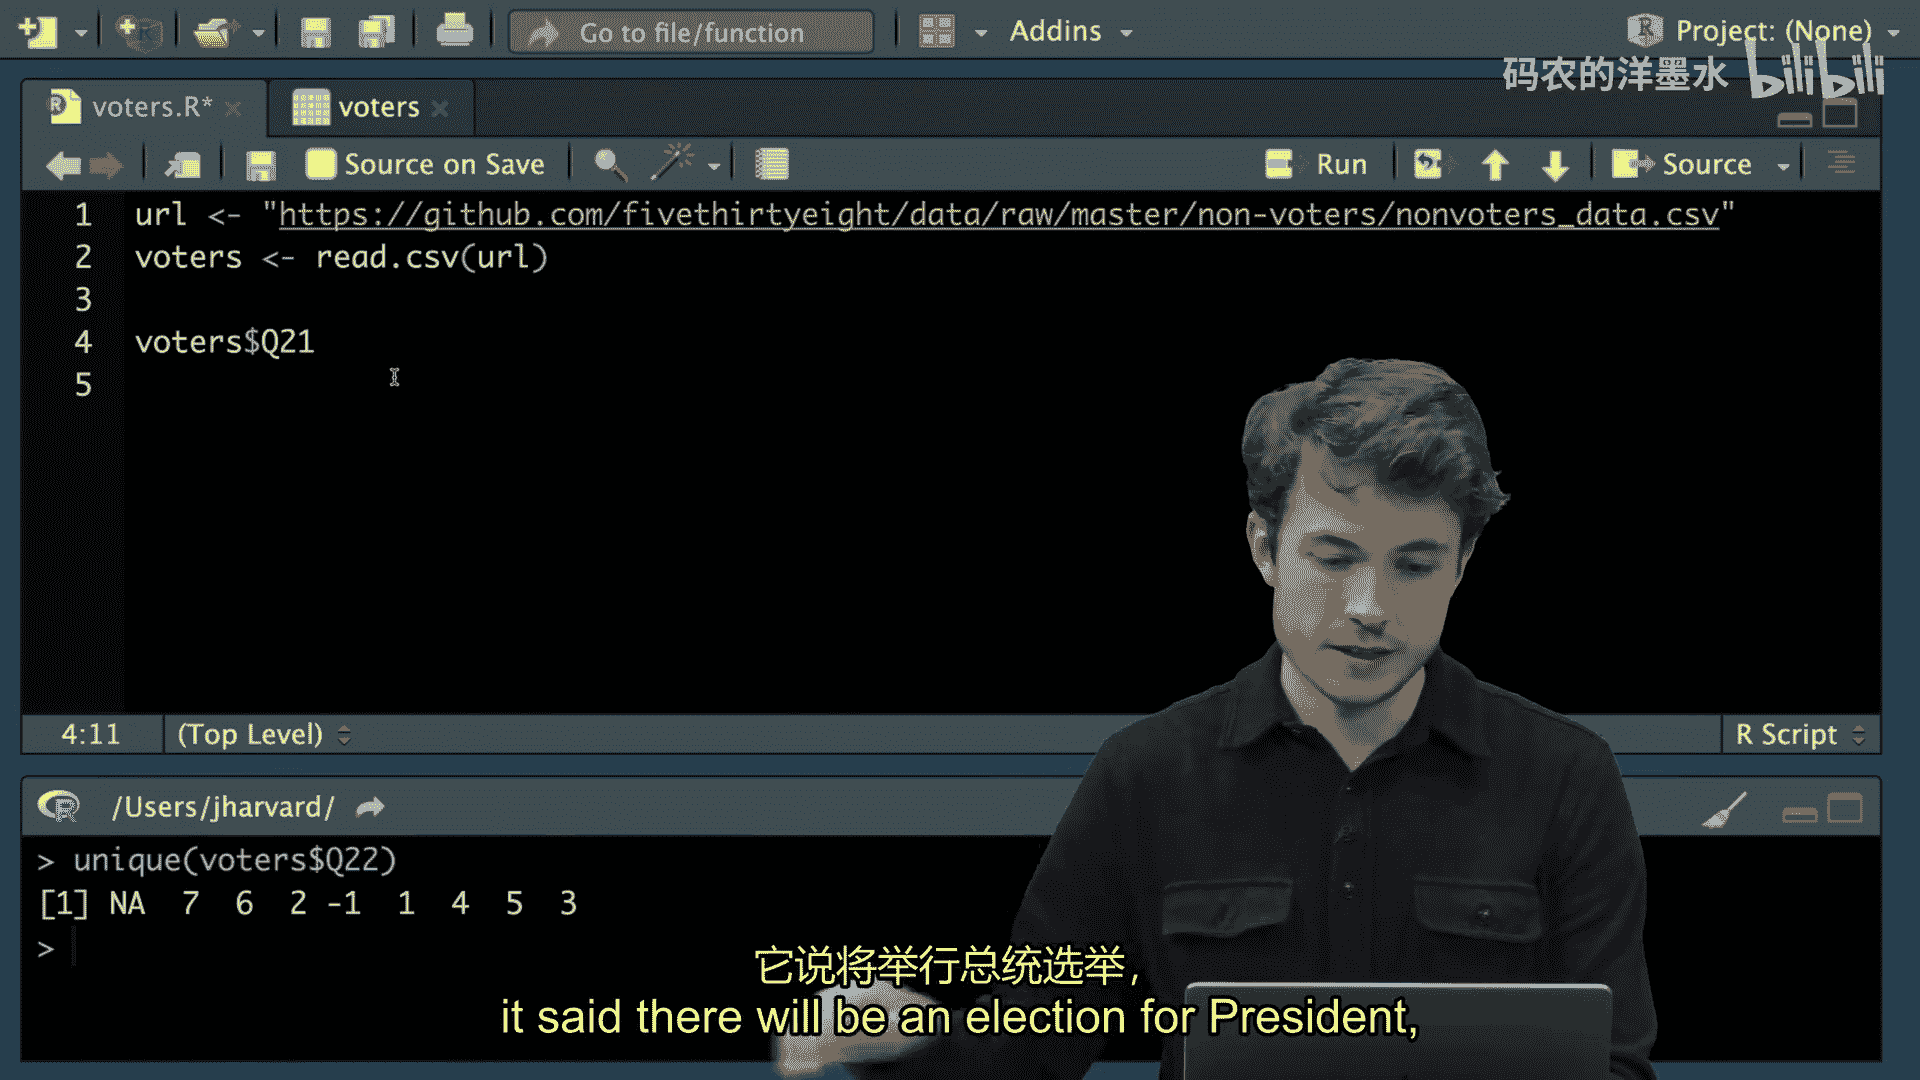 Go to file/function
Addins
Project: (None)
码农的洋墨水 bilibili
voters.R*
voters
Source on Save
Run
Source
1 url <- "https://github.com/fivethirtyeight/data/raw/master/non-voters/nonvoters_data.csv"
2 voters <- read.csv(url)
3
4 voters$Q21
5
4:11
(Top Level)
R Script
/Users/jharvard/
> unique(voters$Q22)
[1] NA 7 6 2 -1 1 4 5 3
>
它说将举行总统选举，
it said there will be an election for President,